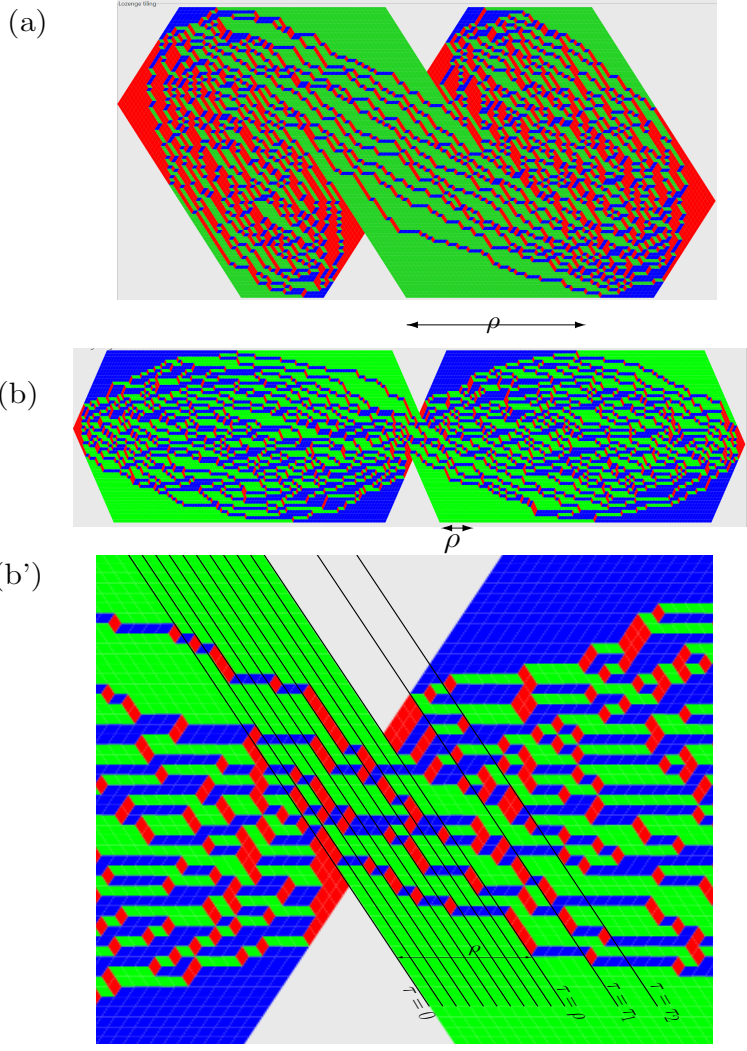 Lozenge tiling
(a)
ρ
(b)
ρ
(b')
ρ
τ = 0
τ = ρ
τ = τ₁
τ = τ₂